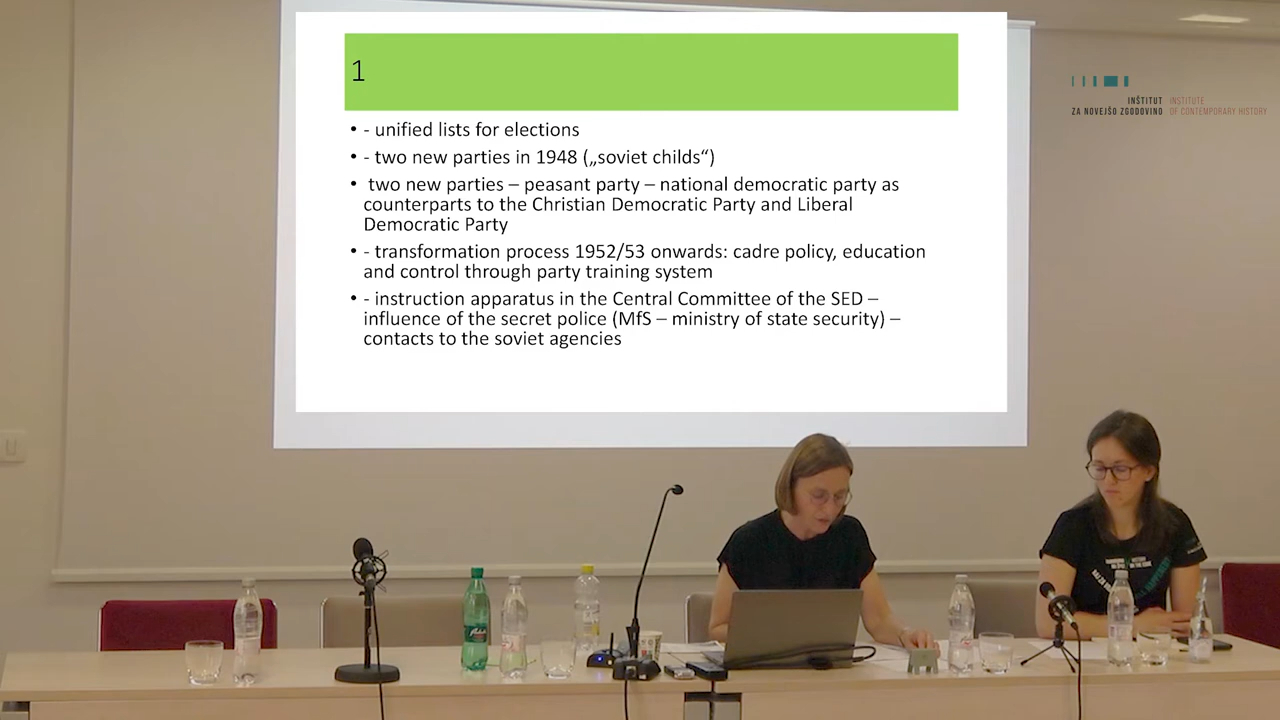 1
• - unified lists for elections
• - two new parties in 1948 („soviet childs“)
• two new parties – peasant party – national democratic party as
counterparts to the Christian Democratic Party and Liberal
Democratic Party
• - transformation process 1952/53 onwards: cadre policy, education
and control through party training system
• - instruction apparatus in the Central Committee of the SED –
influence of the secret police (MfS – ministry of state security) –
contacts to the soviet agencies
INŠTITUT INSTITUTE
ZA NOVEJŠO ZGODOVINO OF CONTEMPORARY HISTORY